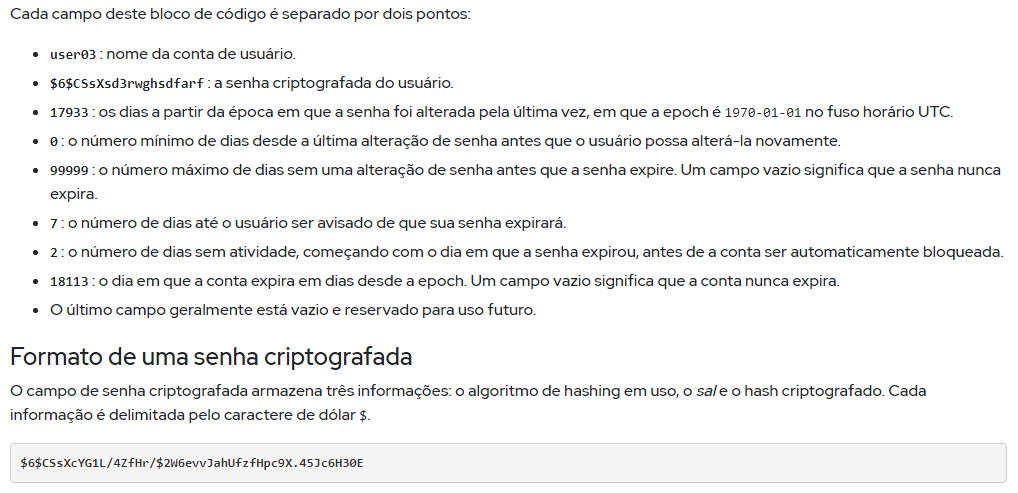 Cada campo deste bloco de código é separado por dois pontos:
• user03 : nome da conta de usuário.
• $6$CSsXsd3rwghsdfarf : a senha criptografada do usuário.
• 17933 : os dias a partir da época em que a senha foi alterada pela última vez, em que a epoch é 1970-01-01 no fuso horário UTC.
• 0 : o número mínimo de dias desde a última alteração de senha antes que o usuário possa alterá-la novamente.
• 99999 : o número máximo de dias sem uma alteração de senha antes que a senha expire. Um campo vazio significa que a senha nunca
expira.
• 7 : o número de dias até o usuário ser avisado de que sua senha expirará.
• 2 : o número de dias sem atividade, começando com o dia em que a senha expirou, antes de a conta ser automaticamente bloqueada.
• 18113 : o dia em que a conta expira em dias desde a epoch. Um campo vazio significa que a conta nunca expira.
• O último campo geralmente está vazio e reservado para uso futuro.
Formato de uma senha criptografada
O campo de senha criptografada armazena três informações: o algoritmo de hashing em uso, o sal e o hash criptografado. Cada
informação é delimitada pelo caractere de dólar $.
$6$CSsXcYG1L/4ZfHr/$2W6evvJahUfzfHpc9X.45Jc6H30E